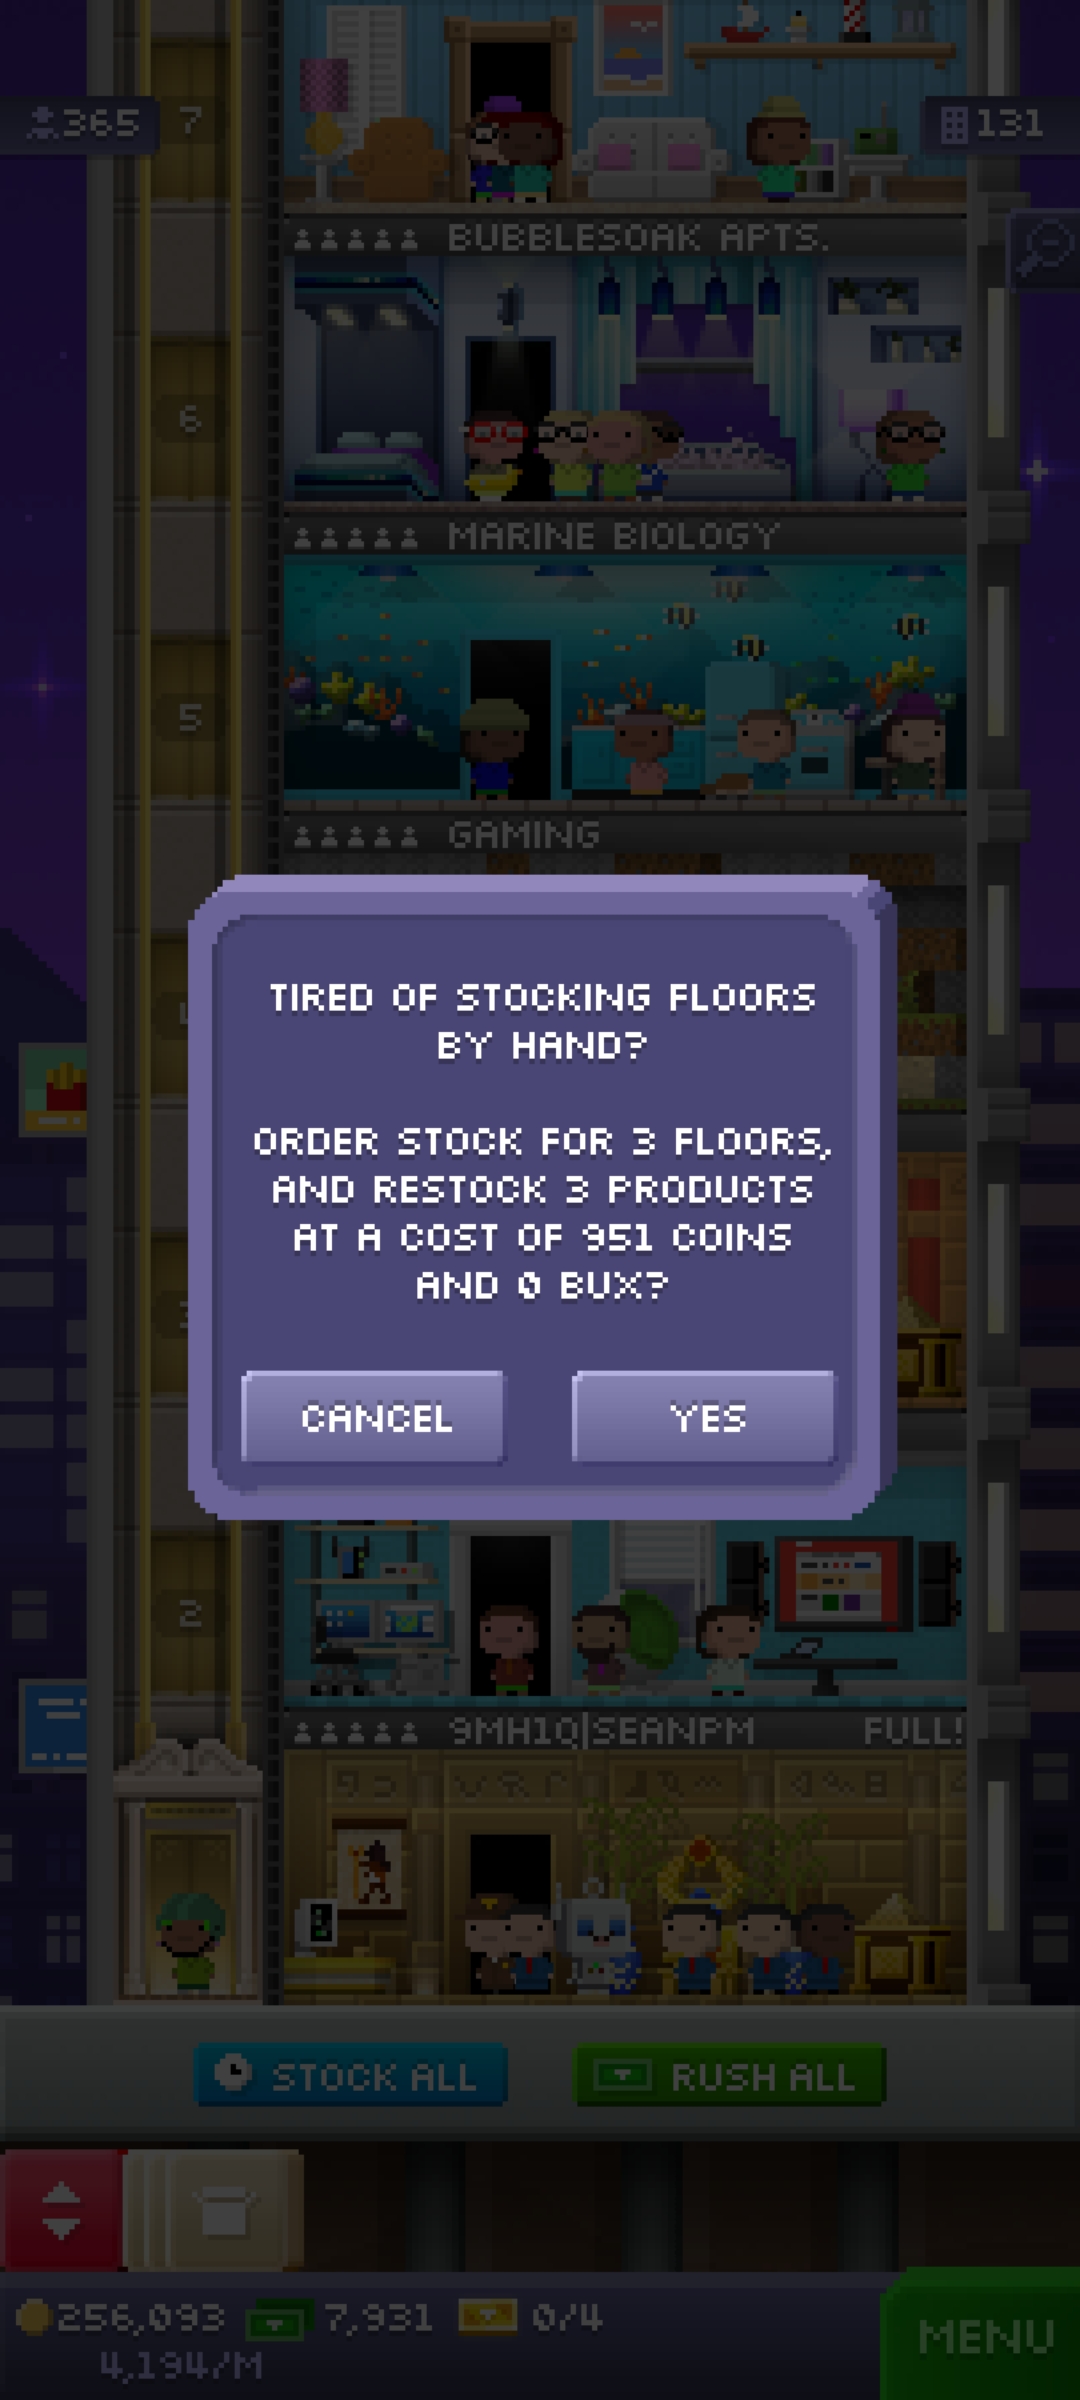 365
7
131
BUBBLESOAK APTS.
6
MARINE BIOLOGY
5
GAMING
TIRED OF STOCKING FLOORS
BY HAND?
ORDER STOCK FOR 3 FLOORS,
AND RESTOCK 3 PRODUCTS
AT A COST OF 951 COINS
AND 0 BUX?
CANCEL
YES
2
9MH1Q|SEANPM
FULL!
STOCK ALL
RUSH ALL
256,093
7,931
0/4
4,194/M
MENU